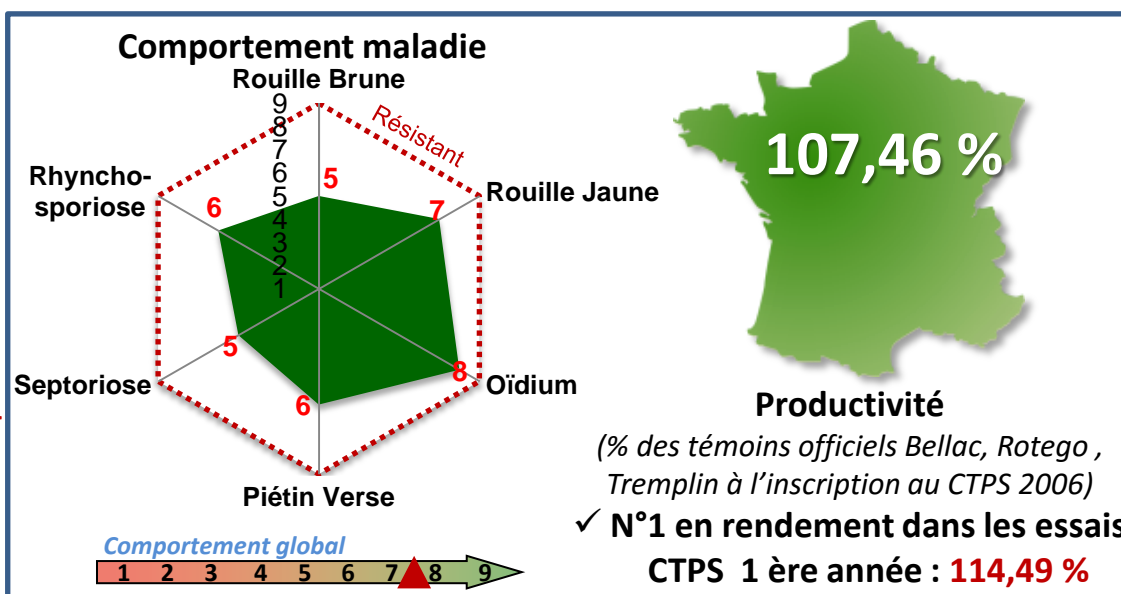 Comportement maladie
Rouille Brune
9
8
7
6
5
4
3
2
1
Résistant
5
Rouille Jaune
7
Oïdium
8
Piétin Verse
6
Septoriose
5
Rhyncho-
sporiose
6
Comportement global
1 2 3 4 5 6 7 8 9
107,46 %
Productivité
(% des témoins officiels Bellac, Rotego ,
Tremplin à l’inscription au CTPS 2006)
✓ N°1 en rendement dans les essais
CTPS 1 ère année : 114,49 %